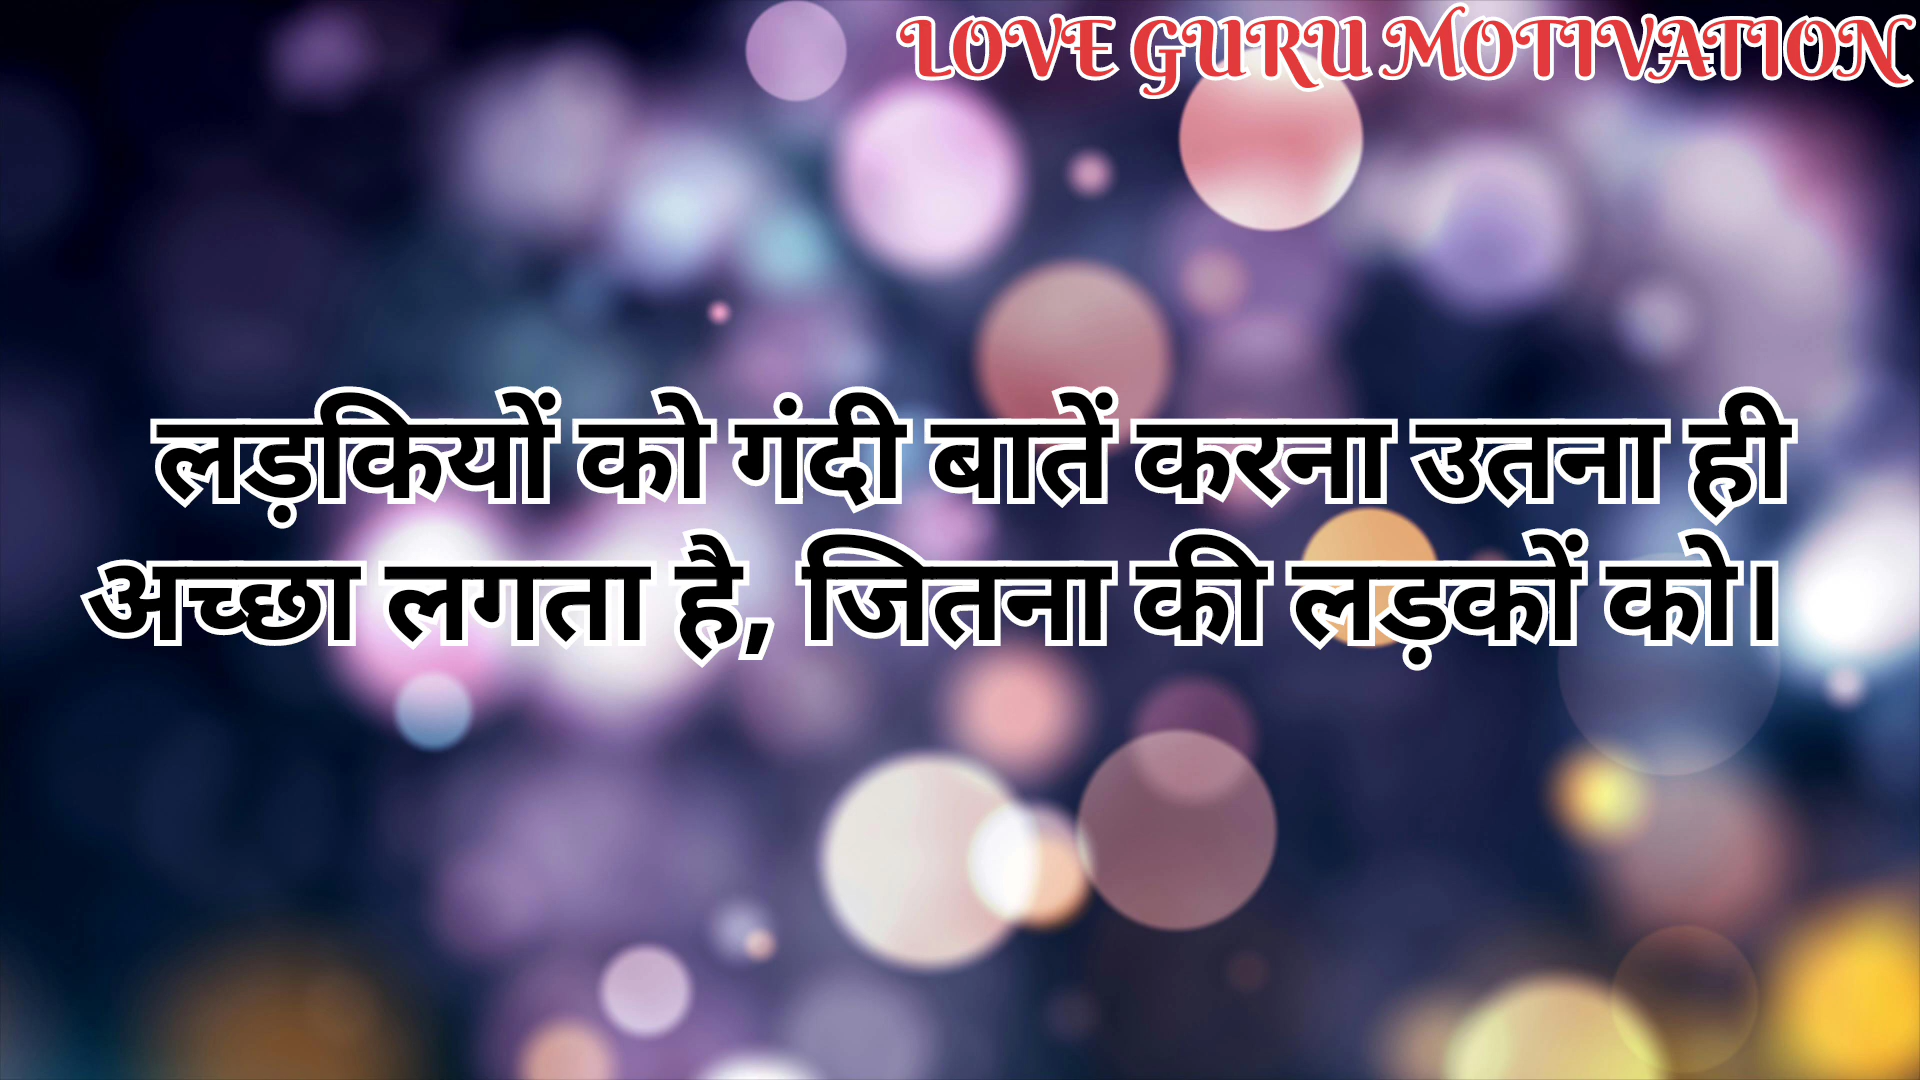 LOVE GURU MOTIVATION
लड़कियों को गंदी बातें करना उतना ही
अच्छा लगता है, जितना की लड़कों को।